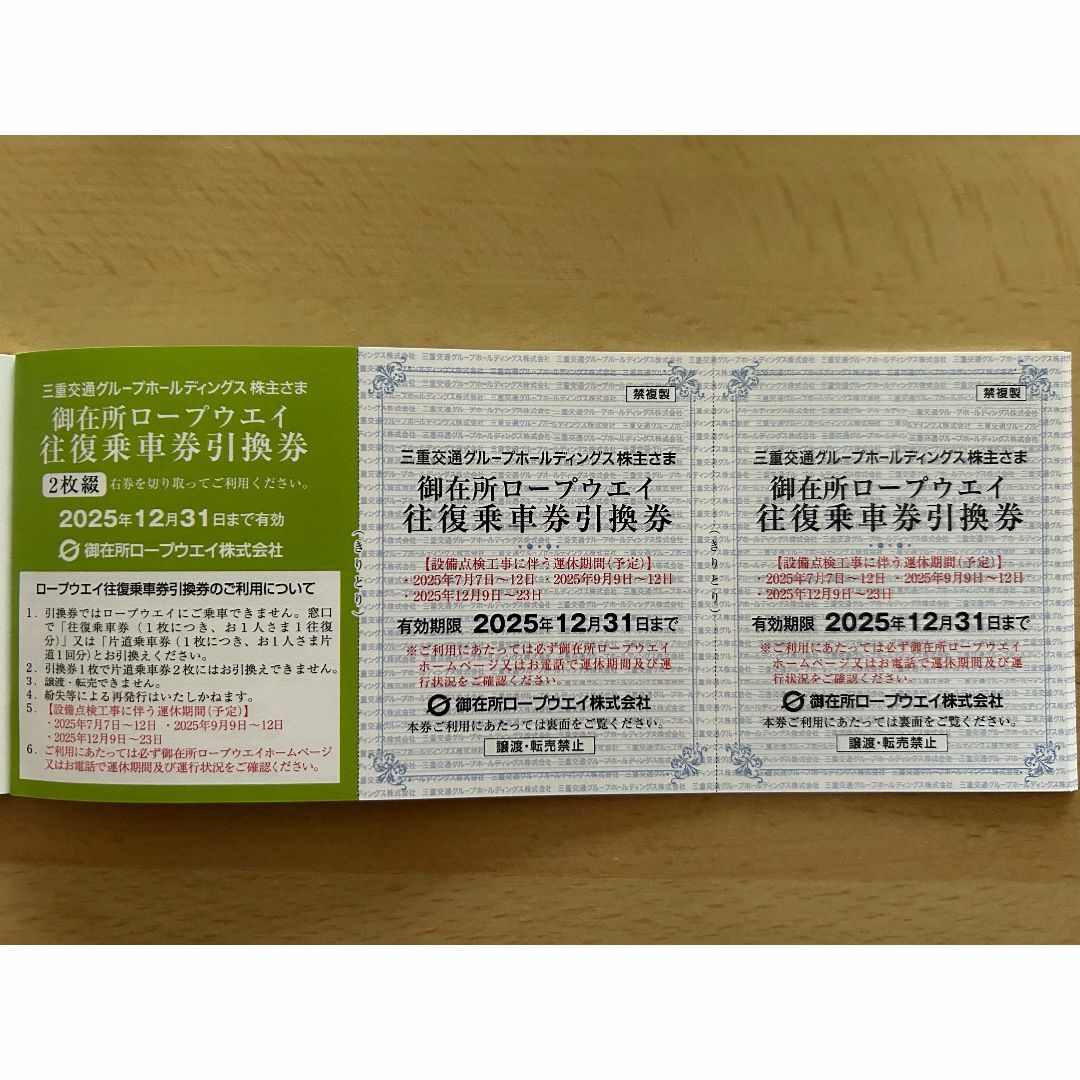 三重交通グループホールディングス 株主さま
御在所ロープウエイ
往復乗車券引換券
2枚綴 右券を切り取ってご利用ください。
2025年12月31日まで有効
御在所ロープウエイ株式会社
ロープウエイ往復乗車券引換券のご利用について
1. 引換券ではロープウエイにご乗車できません。窓口
で「往復乗車券（1枚につき、お1人さま1往復
分）」又は「片道乗車券（1枚につき、お1人さま片
道1回分）とお引換えください。
2. 引換券1枚で片道乗車券2枚にはお引換えできません。
3. 譲渡・転売できません。
4. 紛失等による再発行はいたしかねます。
5. 【設備点検工事に伴う運休期間(予定)】
・2025年7月7日～12日 ・2025年9月9日～12日
・2025年12月9日～23日
6. ご利用にあたっては必ず御在所ロープウエイホームページ
又はお電話で運休期間及び運行状況をご確認ください。
(きりとり)
禁複製
三重交通グループホールディングス株主さま
御在所ロープウエイ
往復乗車券引換券
【設備点検工事に伴う運休期間(予定)】
・2025年7月7日～12日 ・2025年9月9日～12日
・2025年12月9日～23日
有効期限 2025年12月31日まで
※ご利用にあたっては必ず御在所ロープウエイ
ホームページ又はお電話で運休期間及び運
行状況をご確認ください。
御在所ロープウエイ株式会社
本券ご利用にあたっては裏面をご覧ください。
譲渡・転売禁止
(きりとり)
禁複製
三重交通グループホールディングス株主さま
御在所ロープウエイ
往復乗車券引換券
【設備点検工事に伴う運休期間(予定)】
・2025年7月7日～12日 ・2025年9月9日～12日
・2025年12月9日～23日
有効期限 2025年12月31日まで
※ご利用にあたっては必ず御在所ロープウエイ
ホームページ又はお電話で運休期間及び運
行状況をご確認ください。
御在所ロープウエイ株式会社
本券ご利用にあたっては裏面をご覧ください。
譲渡・転売禁止